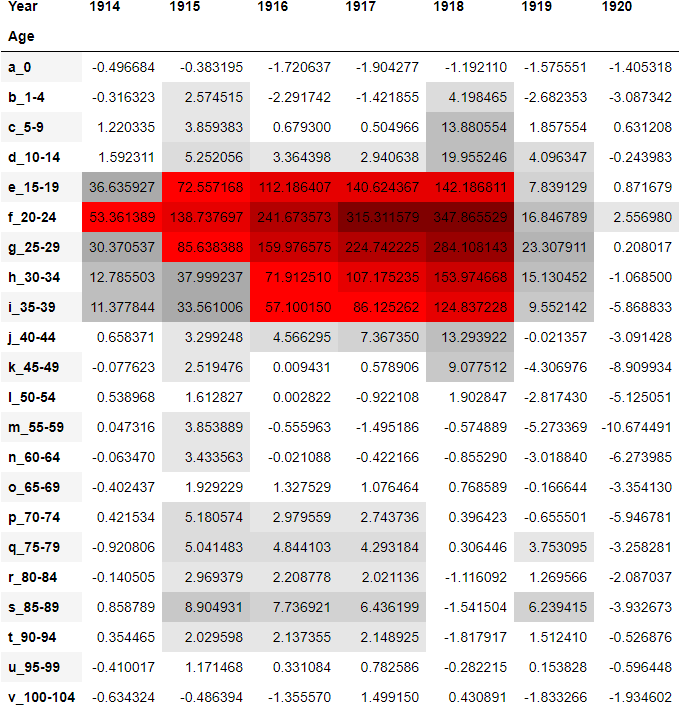 Year 1914 1915 1916 1917 1918 1919 1920
Age
a_0 -0.496684 -0.383195 -1.720637 -1.904277 -1.192110 -1.575551 -1.405318
b_1-4 -0.316323 2.574515 -2.291742 -1.421855 4.198465 -2.682353 -3.087342
c_5-9 1.220335 3.859383 0.679300 0.504966 13.880554 1.857554 0.631208
d_10-14 1.592311 5.252056 3.364398 2.940638 19.955246 4.096347 -0.243983
e_15-19 36.635927 72.557168 112.186407 140.624367 142.186811 7.839129 0.871679
f_20-24 53.361389 138.737697 241.673573 315.311579 347.865529 16.846789 2.556980
g_25-29 30.370537 85.638388 159.976575 224.742225 284.108143 23.307911 0.208017
h_30-34 12.785503 37.999237 71.912510 107.175235 153.974668 15.130452 -1.068500
i_35-39 11.377844 33.561006 57.100150 86.125262 124.837228 9.552142 -5.868833
j_40-44 0.658371 3.299248 4.566295 7.367350 13.293922 -0.021357 -3.091428
k_45-49 -0.077623 2.519476 0.009431 0.578906 9.077512 -4.306976 -8.909934
l_50-54 0.538968 1.612827 0.002822 -0.922108 1.902847 -2.817430 -5.125051
m_55-59 0.047316 3.853889 -0.555963 -1.495186 -0.574889 -5.273369 -10.674491
n_60-64 -0.063470 3.433563 -0.021088 -0.422166 -0.855290 -3.018840 -6.273985
o_65-69 -0.402437 1.929229 1.327529 1.076464 0.768589 -0.166644 -3.354130
p_70-74 0.421534 5.180574 2.979559 2.743736 0.396423 -0.655501 -5.946781
q_75-79 -0.920806 5.041483 4.844103 4.293184 0.306446 3.753095 -3.258281
r_80-84 -0.140505 2.969379 2.208778 2.021136 -1.116092 1.269566 -2.087037
s_85-89 0.858789 8.904931 7.736921 6.436199 -1.541504 6.239415 -3.932673
t_90-94 0.354465 2.029598 2.137355 2.148925 -1.817917 1.512410 -0.526876
u_95-99 -0.410017 1.171468 0.331084 0.782586 -0.282215 0.153828 -0.596448
v_100-104 -0.634324 -0.486394 -1.355570 1.499150 0.430891 -1.833266 -1.934602